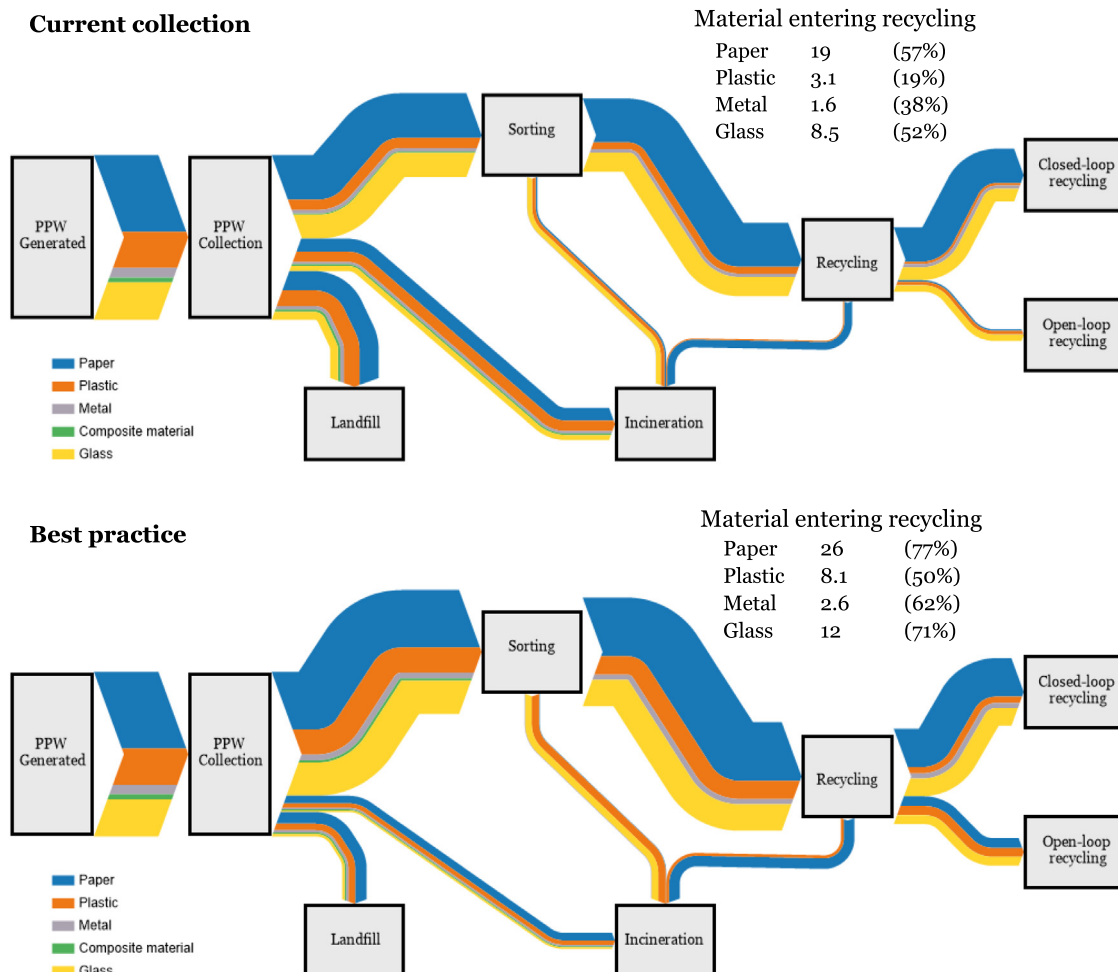 Current collection
Material entering recycling
Paper 19 (57%)
Plastic 3.1 (19%)
Metal 1.6 (38%)
Glass 8.5 (52%)
Sorting
Closed-loop
recycling
PPW
Generated
PPW
Collection
Recycling
Open-loop
recycling
Paper
Plastic
Metal
Composite material
Glass
Landfill
Incineration
Best practice
Material entering recycling
Paper 26 (77%)
Plastic 8.1 (50%)
Metal 2.6 (62%)
Glass 12 (71%)
Sorting
Closed-loop
recycling
PPW
Generated
PPW
Collection
Recycling
Open-loop
recycling
Paper
Plastic
Metal
Composite material
Glass
Landfill
Incineration